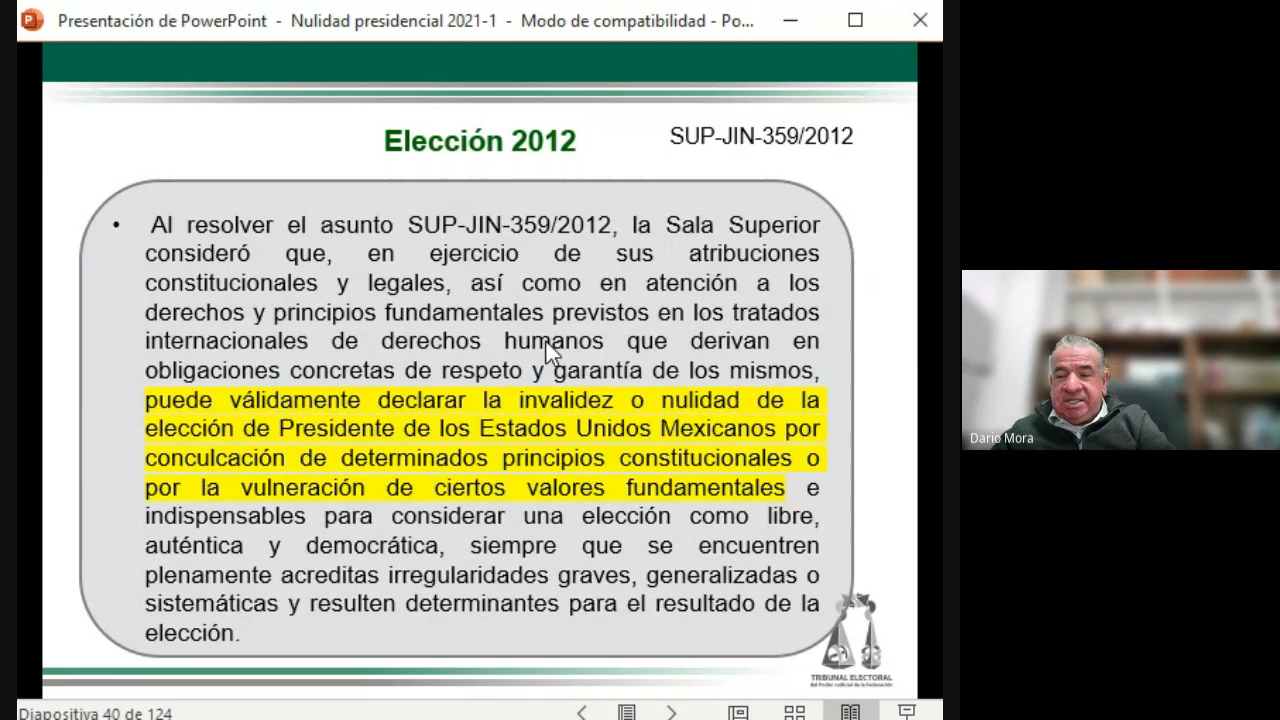 Presentación de PowerPoint - Nulidad presidencial 2021-1 - Modo de compatibilidad - Po...
Elección 2012
SUP-JIN-359/2012
• Al resolver el asunto SUP-JIN-359/2012, la Sala Superior
consideró que, en ejercicio de sus atribuciones
constitucionales y legales, así como en atención a los
derechos y principios fundamentales previstos en los tratados
internacionales de derechos humanos que derivan en
obligaciones concretas de respeto y garantía de los mismos,
puede válidamente declarar la invalidez o nulidad de la
elección de Presidente de los Estados Unidos Mexicanos por
conculcación de determinados principios constitucionales o
por la vulneración de ciertos valores fundamentales e
indispensables para considerar una elección como libre,
auténtica y democrática, siempre que se encuentren
plenamente acreditas irregularidades graves, generalizadas o
sistemáticas y resulten determinantes para el resultado de la
elección.
TRIBUNAL ELECTORAL
del Poder Judicial de la Federación
Diapositiva 40 de 124
Dario Mora